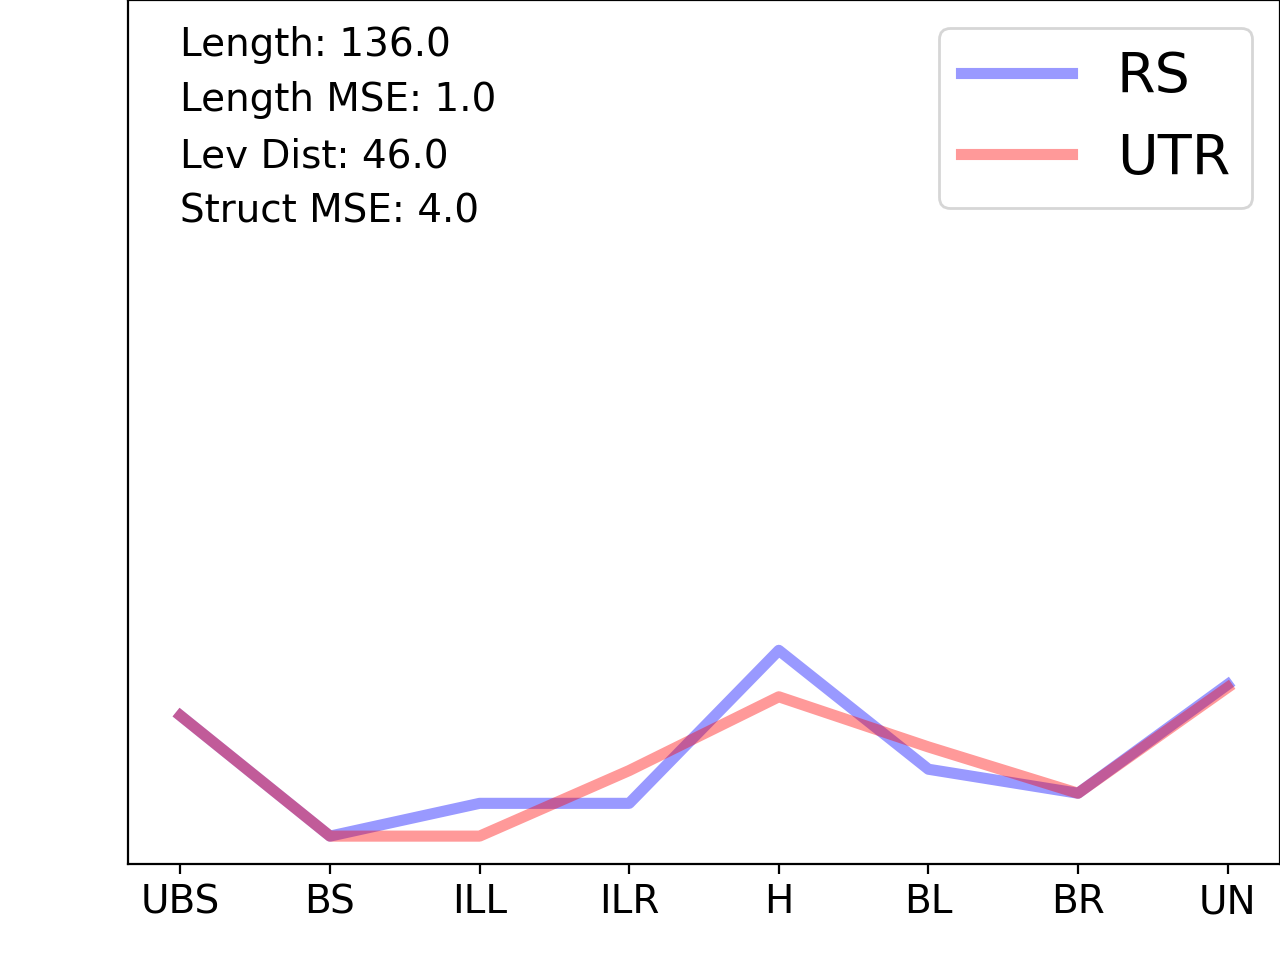 Length: 136.0
Length MSE: 1.0
Lev Dist: 46.0
Struct MSE: 4.0
RS
UTR
UBS BS ILL ILR H BL BR UN